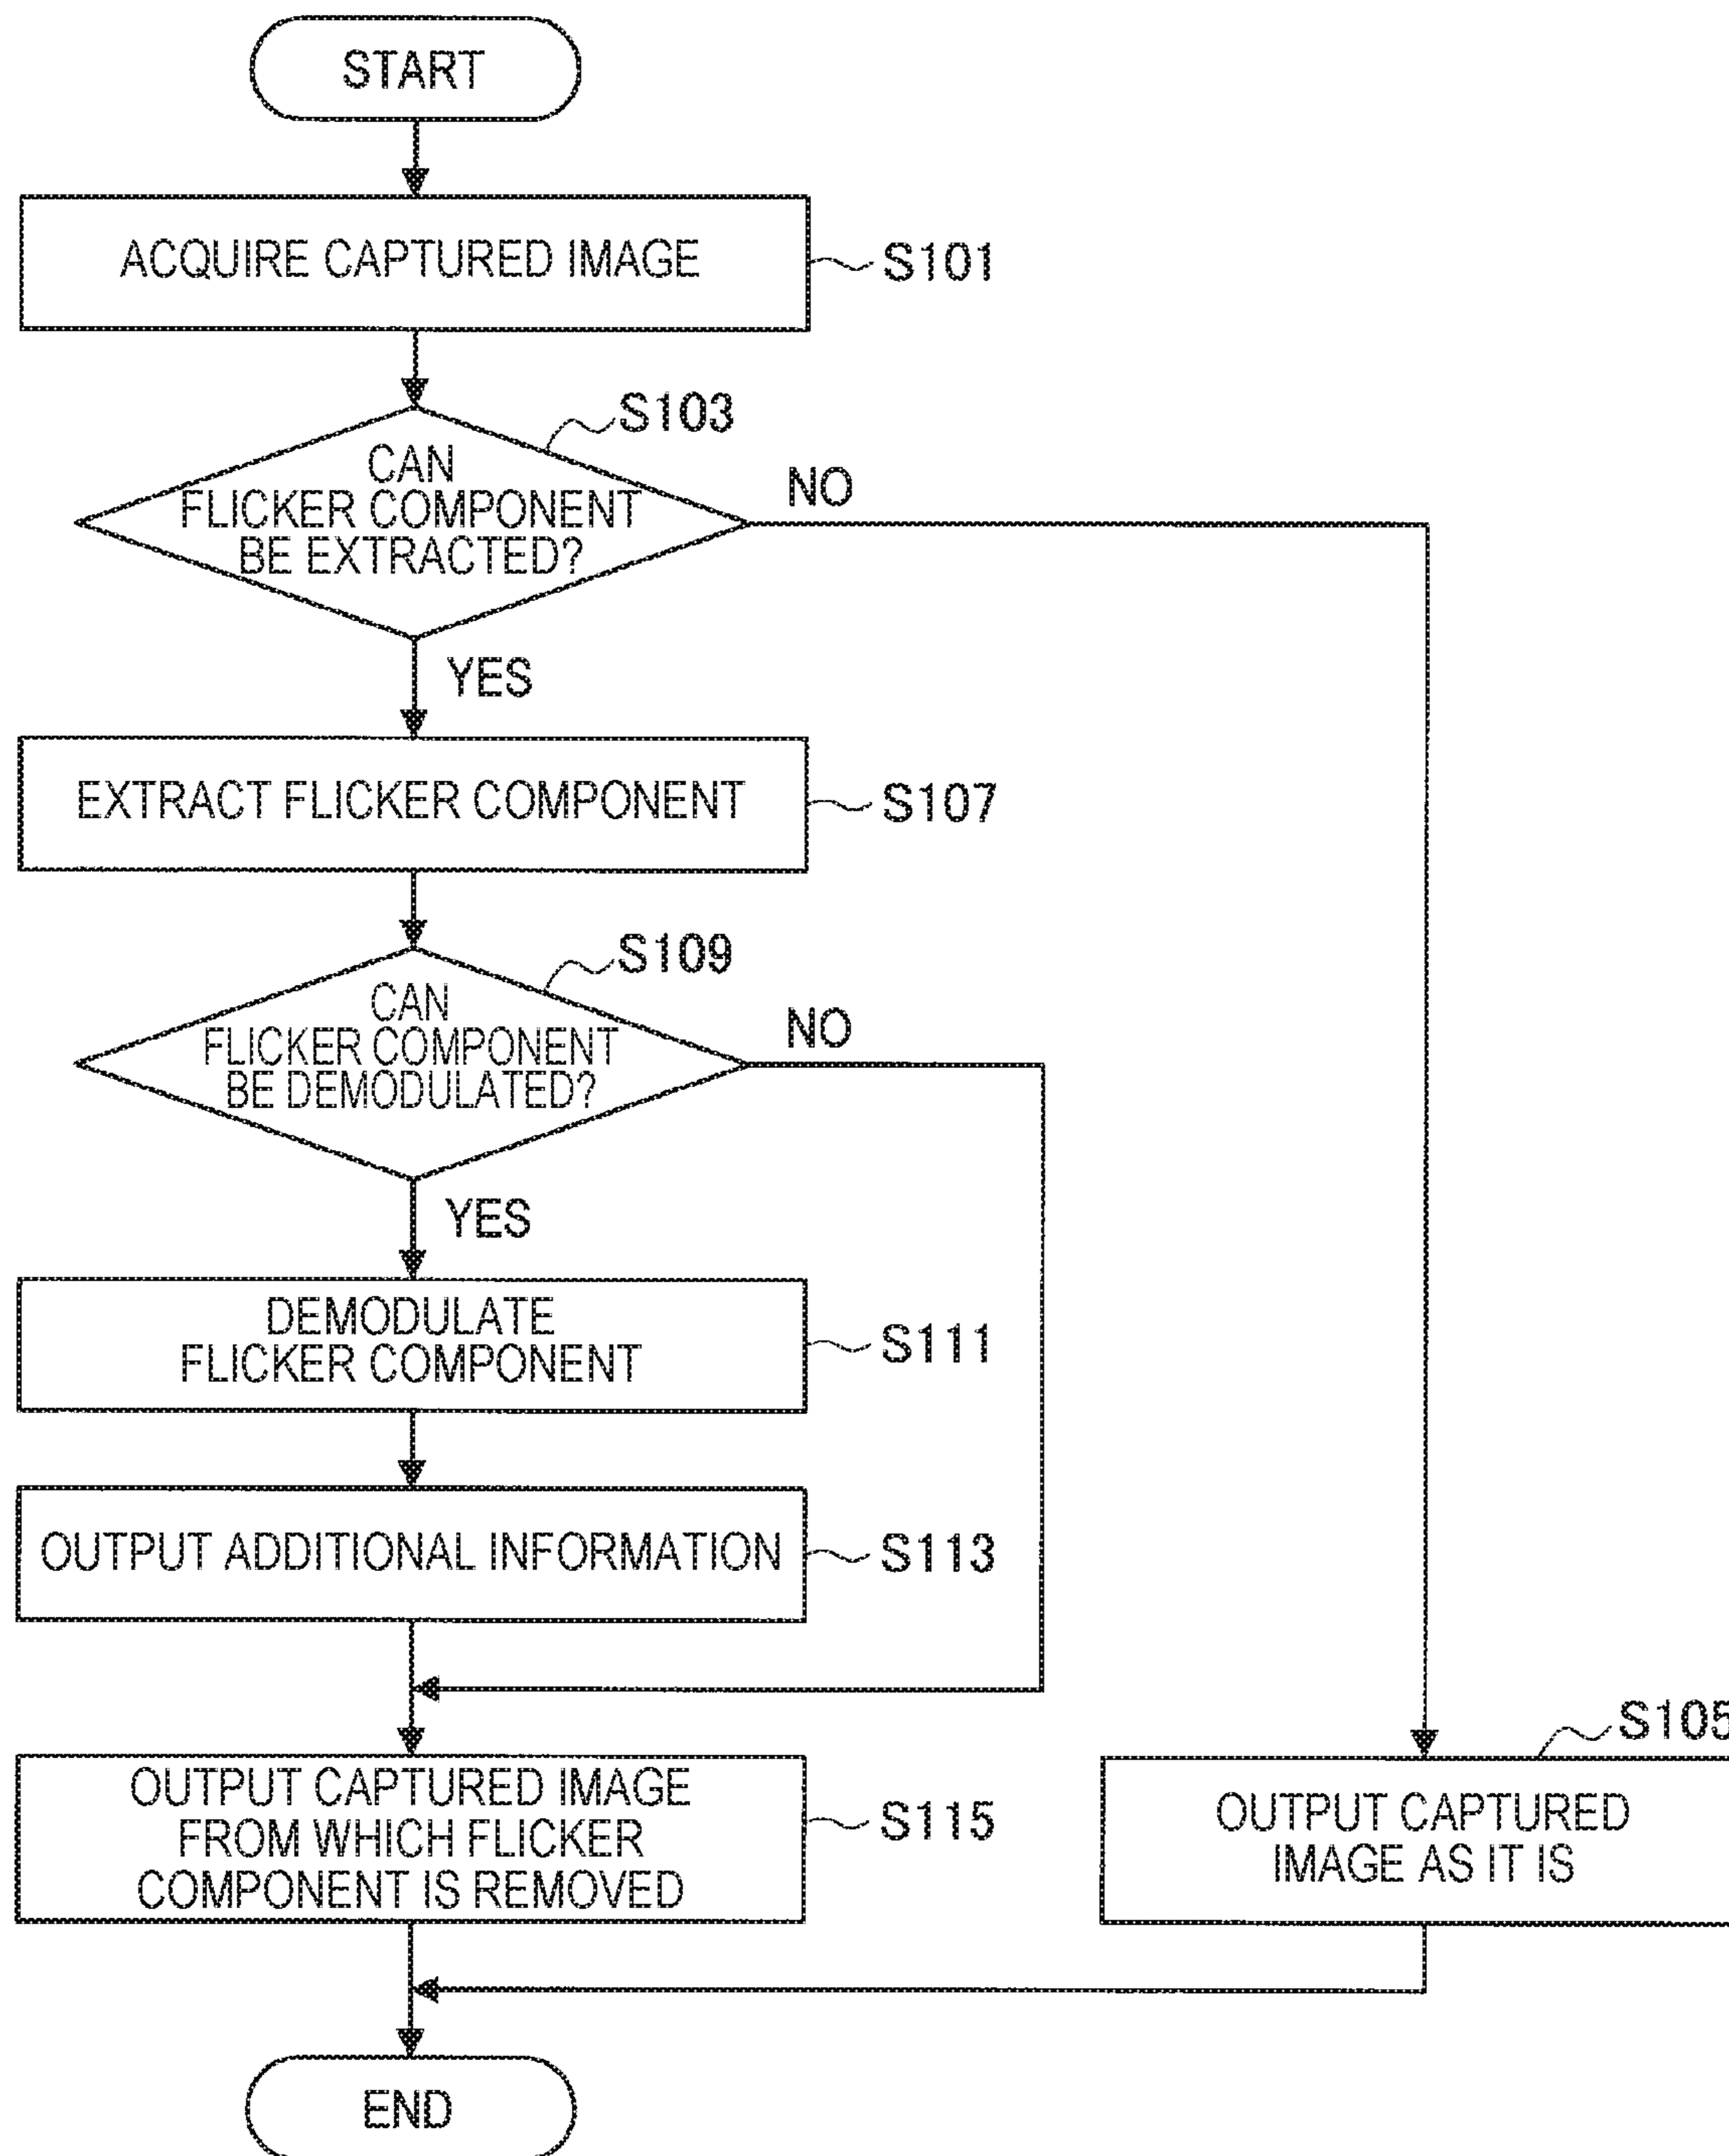 START
ACQUIRE CAPTURED IMAGE
S101
S103
CAN
FLICKER COMPONENT
BE EXTRACTED?
NO
YES
EXTRACT FLICKER COMPONENT
S107
S109
CAN
FLICKER COMPONENT
BE DEMODULATED?
NO
YES
DEMODULATE
FLICKER COMPONENT
S111
OUTPUT ADDITIONAL INFORMATION
S113
OUTPUT CAPTURED IMAGE
FROM WHICH FLICKER
COMPONENT IS REMOVED
S115
S105
OUTPUT CAPTURED
IMAGE AS IT IS
END